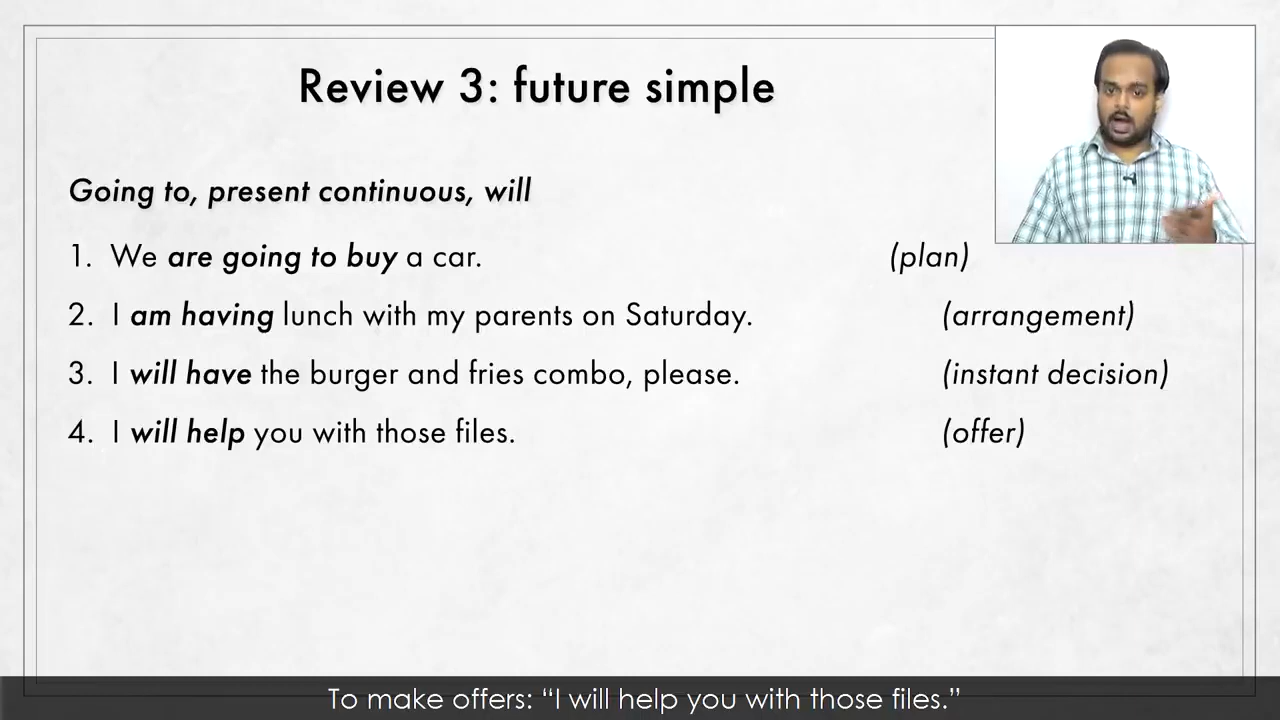 Review 3: future simple
Going to, present continuous, will
1. We are going to buy a car. (plan)
2. I am having lunch with my parents on Saturday. (arrangement)
3. I will have the burger and fries combo, please. (instant decision)
4. I will help you with those files. (offer)
To make offers: “I will help you with those files.”